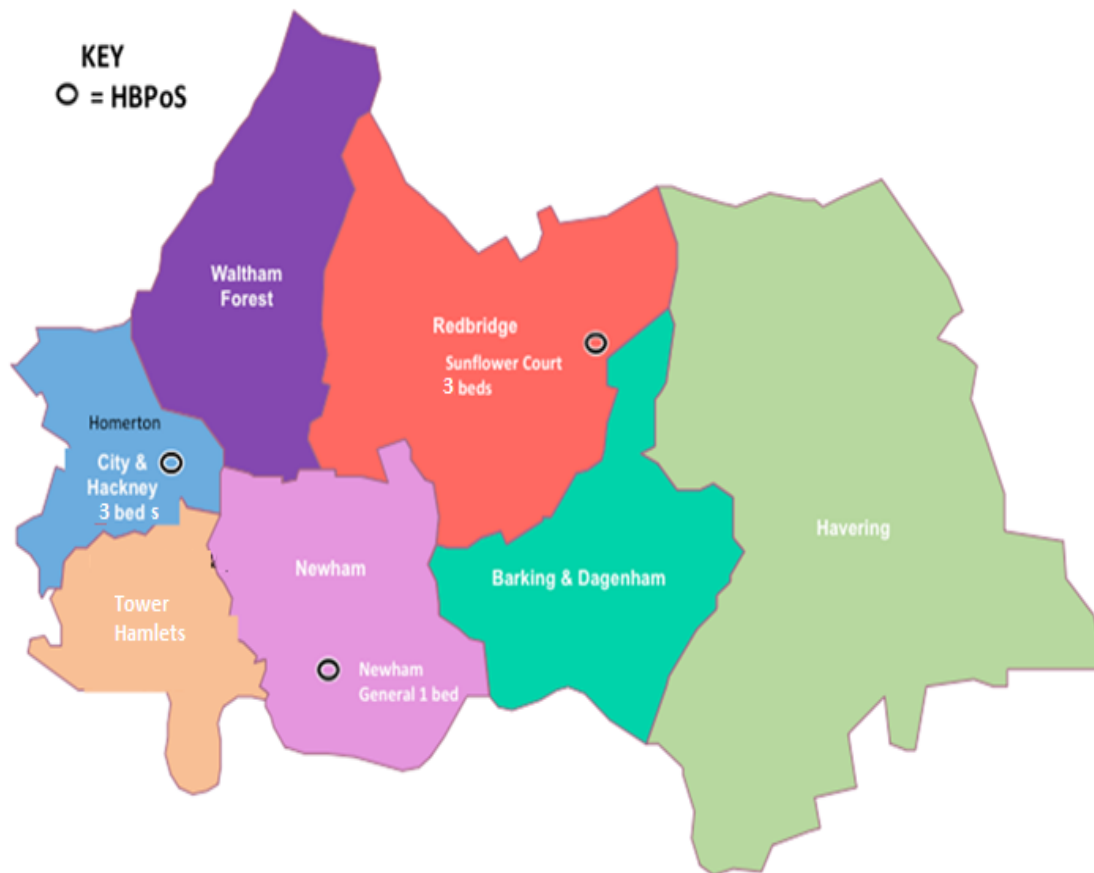 KEY
= HBPoS
Waltham
Forest
Redbridge
Sunflower Court
3 beds
Homerton
City &
Hackney
3 bed s
Havering
Newham
Barking & Dagenham
Tower
Hamlets
Newham
General 1 bed